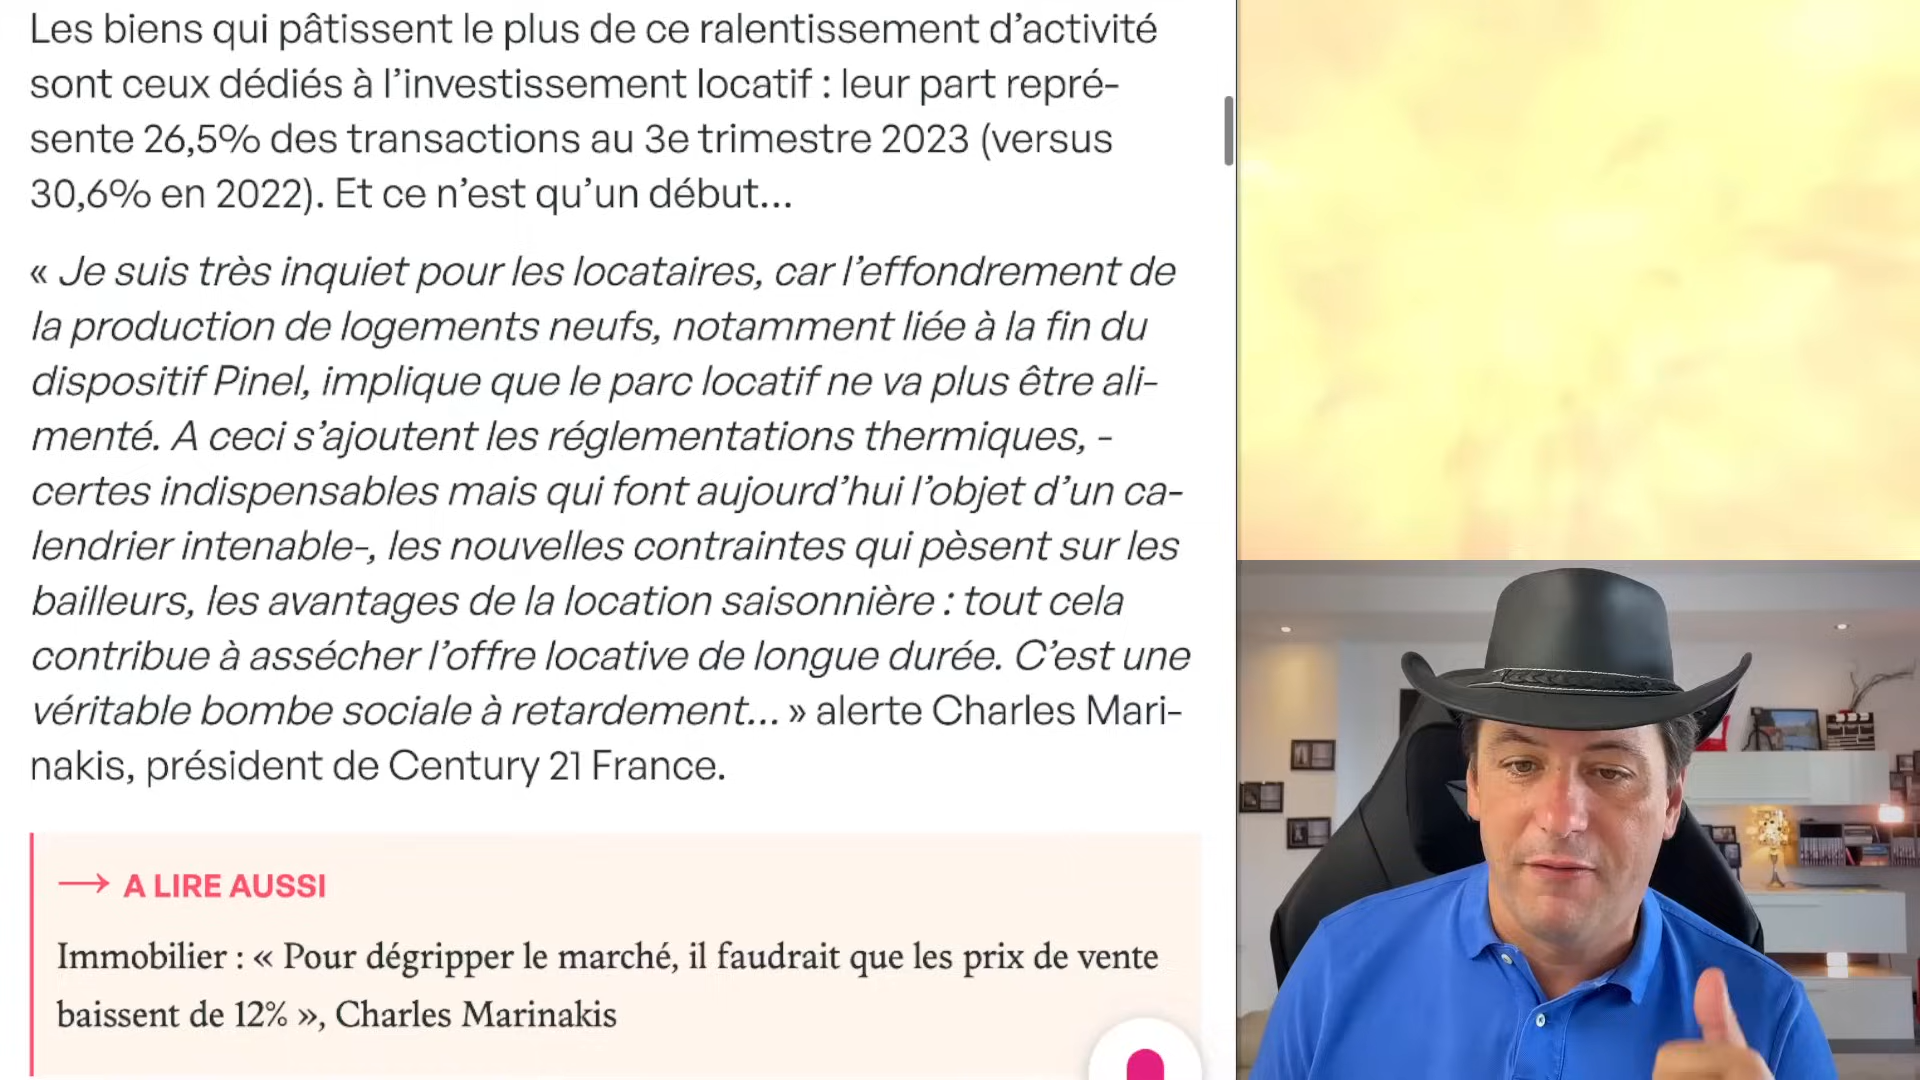 Les biens qui pâtissent le plus de ce ralentissement d’activité
sont ceux dédiés à l’investissement locatif : leur part repré-
sente 26,5% des transactions au 3e trimestre 2023 (versus
30,6% en 2022). Et ce n’est qu’un début…
« Je suis très inquiet pour les locataires, car l’effondrement de
la production de logements neufs, notamment liée à la fin du
dispositif Pinel, implique que le parc locatif ne va plus être ali-
menté. A ceci s’ajoutent les réglementations thermiques, -
certes indispensables mais qui font aujourd’hui l’objet d’un ca-
lendrier intenable-, les nouvelles contraintes qui pèsent sur les
bailleurs, les avantages de la location saisonnière : tout cela
contribue à assécher l’offre locative de longue durée. C’est une
véritable bombe sociale à retardement… » alerte Charles Mari-
nakis, président de Century 21 France.
→ A LIRE AUSSI
Immobilier : « Pour dégripper le marché, il faudrait que les prix de vente
baissent de 12% », Charles Marinakis